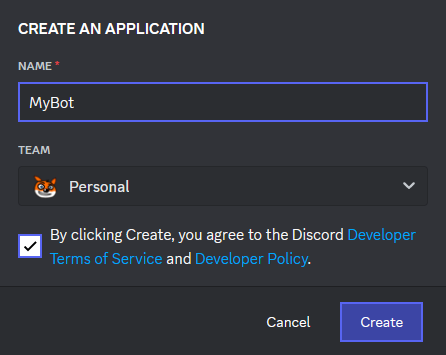 CREATE AN APPLICATION
NAME *
MyBot
TEAM
Personal
By clicking Create, you agree to the Discord Developer
Terms of Service and Developer Policy.
Cancel
Create